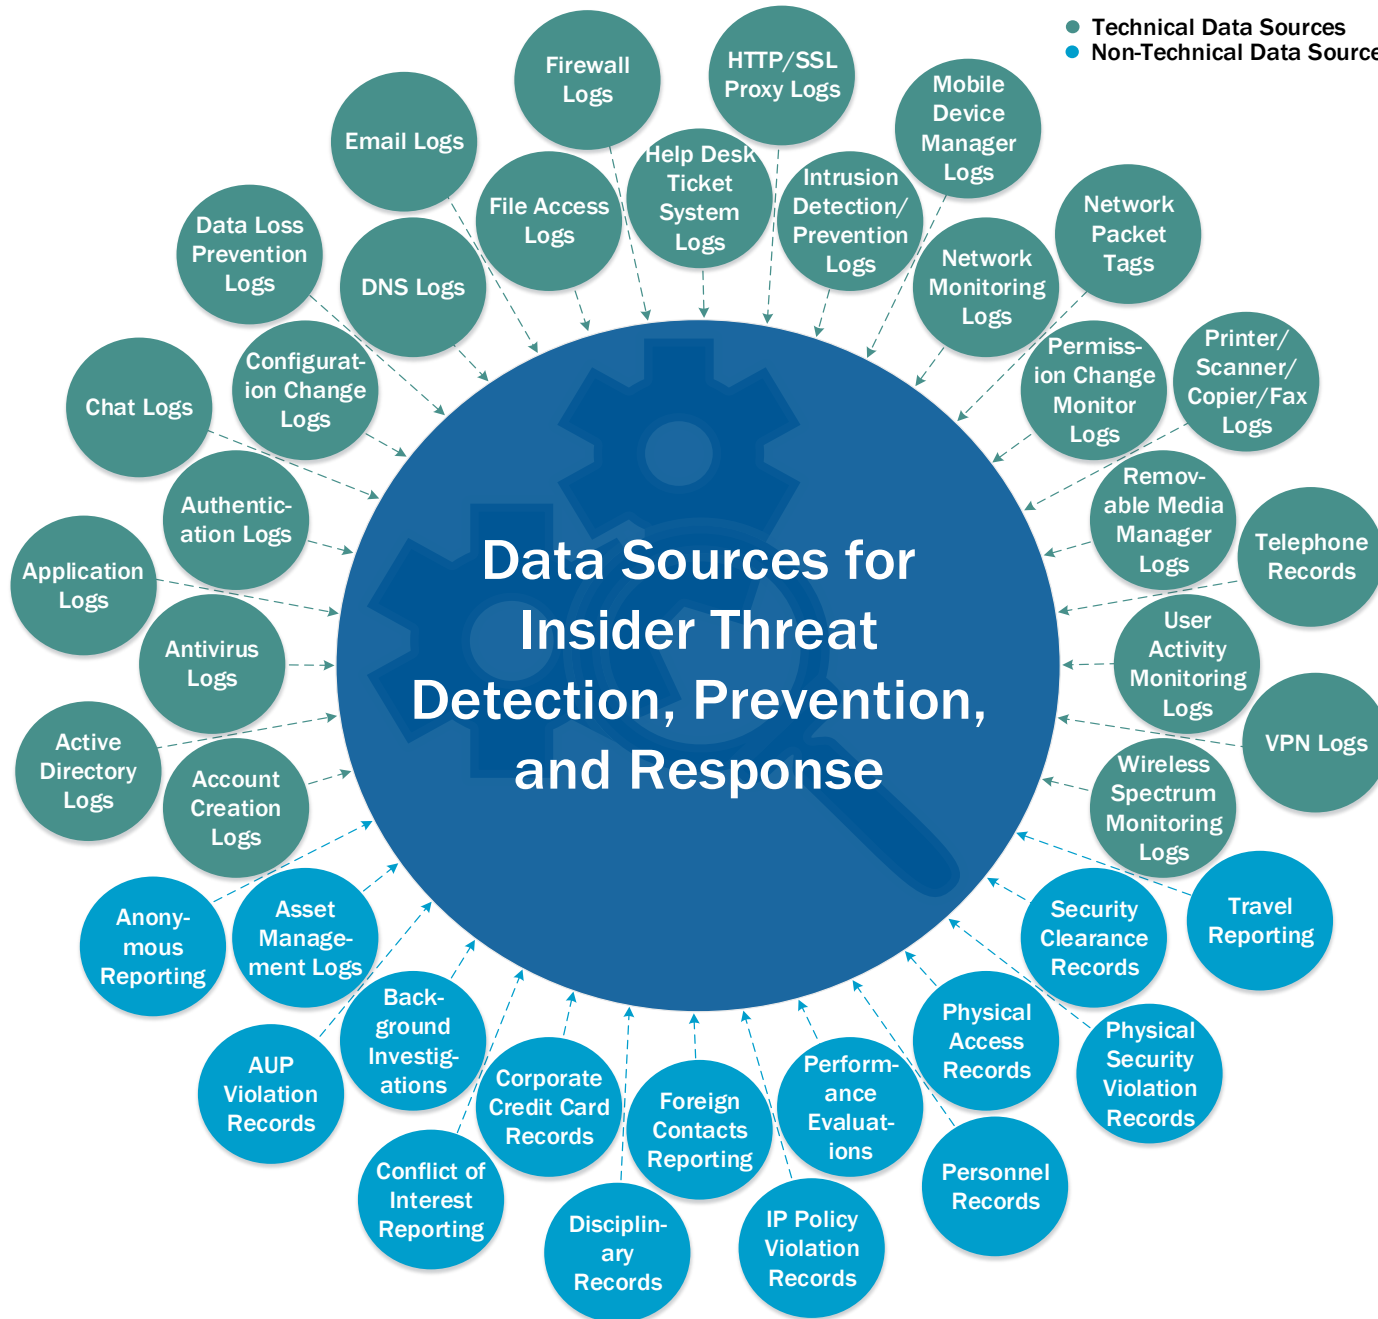 Technical Data Sources
Non-Technical Data Source
Firewall
Logs
HTTP/SSL
Proxy Logs
Mobile
Device
Manager
Logs
Email Logs
File Access
Logs
Help Desk
Ticket
System
Logs
Intrusion
Detection/
Prevention
Logs
Network
Packet
Tags
Data Loss
Prevention
Logs
DNS Logs
Network
Monitoring
Logs
Configurat-
ion Change
Logs
Permiss-
ion Change
Monitor
Logs
Printer/
Scanner/
Copier/Fax
Logs
Chat Logs
Authentic-
ation Logs
Remov-
able Media
Manager
Logs
Telephone
Records
Application
Logs
Antivirus
Logs
User
Activity
Monitoring
Logs
Data Sources for
Insider Threat
Detection, Prevention,
and Response
Active
Directory
Logs
Account
Creation
Logs
VPN Logs
Wireless
Spectrum
Monitoring
Logs
Anony-
mous
Reporting
Asset
Manage-
ment Logs
Security
Clearance
Records
Travel
Reporting
AUP
Violation
Records
Back-
ground
Investig-
ations
Physical
Access
Records
Physical
Security
Violation
Records
Conflict of
Interest
Reporting
Corporate
Credit Card
Records
Foreign
Contacts
Reporting
Perform-
ance
Evaluat-
ions
Personnel
Records
Disciplin-
ary
Records
IP Policy
Violation
Records